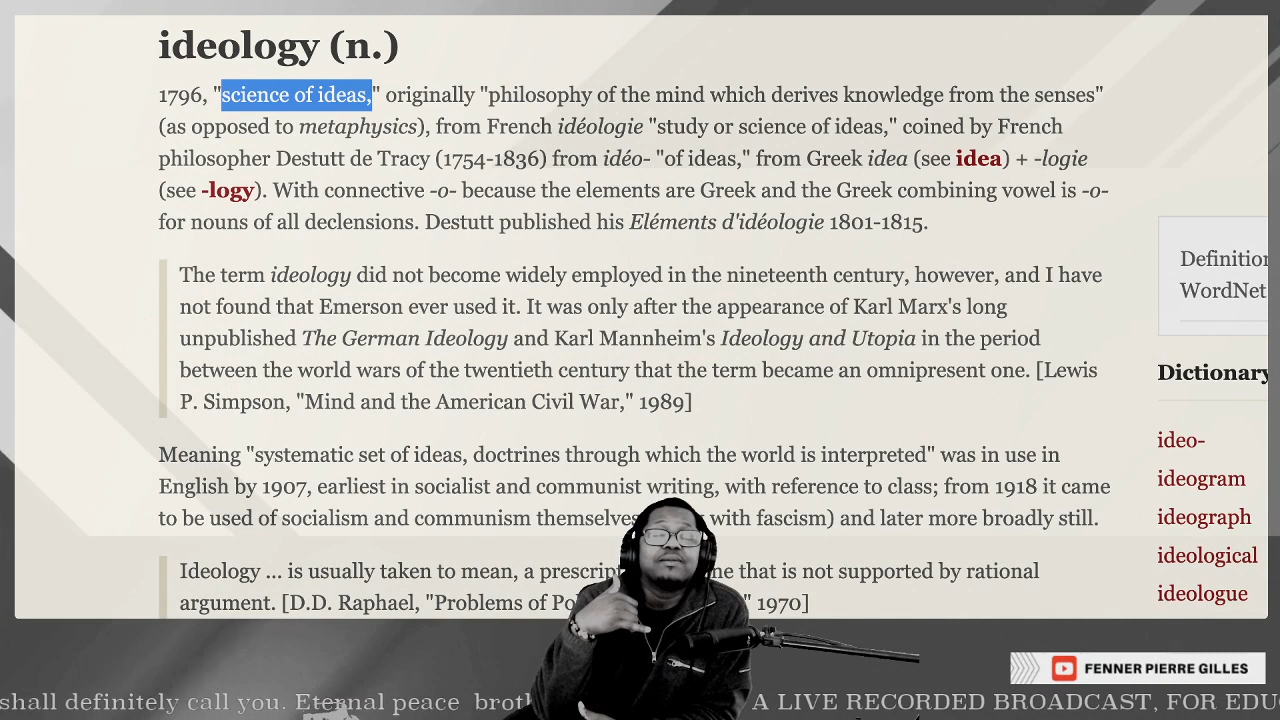 ideology (n.)
1796, "science of ideas," originally "philosophy of the mind which derives knowledge from the senses"
(as opposed to metaphysics), from French idéologie "study or science of ideas," coined by French
philosopher Destutt de Tracy (1754-1836) from idéo- "of ideas," from Greek idea (see idea) + -logie
(see -logy). With connective -o- because the elements are Greek and the Greek combining vowel is -o-
for nouns of all declensions. Destutt published his Eléments d'idéologie 1801-1815.
The term ideology did not become widely employed in the nineteenth century, however, and I have
not found that Emerson ever used it. It was only after the appearance of Karl Marx's long
unpublished The German Ideology and Karl Mannheim's Ideology and Utopia in the period
between the world wars of the twentieth century that the term became an omnipresent one. [Lewis
P. Simpson, "Mind and the American Civil War," 1989]
Meaning "systematic set of ideas, doctrines through which the world is interpreted" was in use in
English by 1907, earliest in socialist and communist writing, with reference to class; from 1918 it came
to be used of socialism and communism themselves with fascism) and later more broadly still.
Ideology ... is usually taken to mean, a prescript ne that is not supported by rational
argument. [D.D. Raphael, "Problems of Po " 1970]
Definition
WordNet
Dictionary
ideo-
ideogram
ideograph
ideological
ideologue
FENNER PIERRE GILLES
shall definitely call you. Eternal peace brot A LIVE RECORDED BROADCAST, FOR EDU